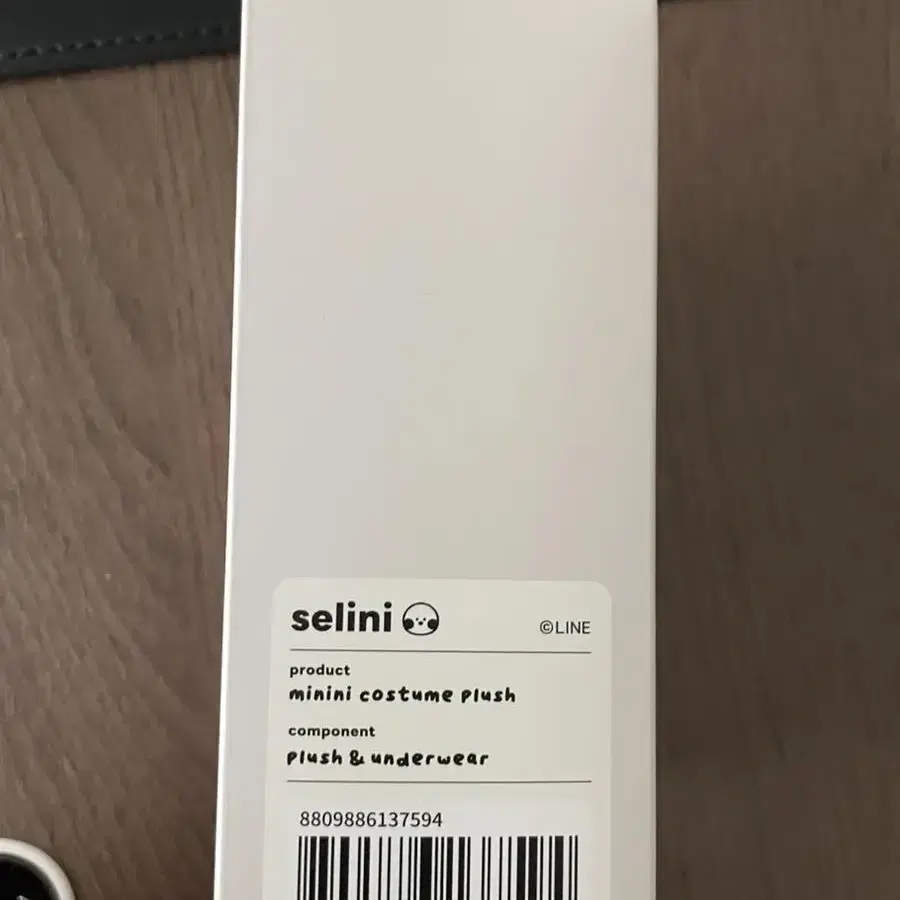 selini
©LINE
product
minini costume plush
component
plush & underwear
8809886137594